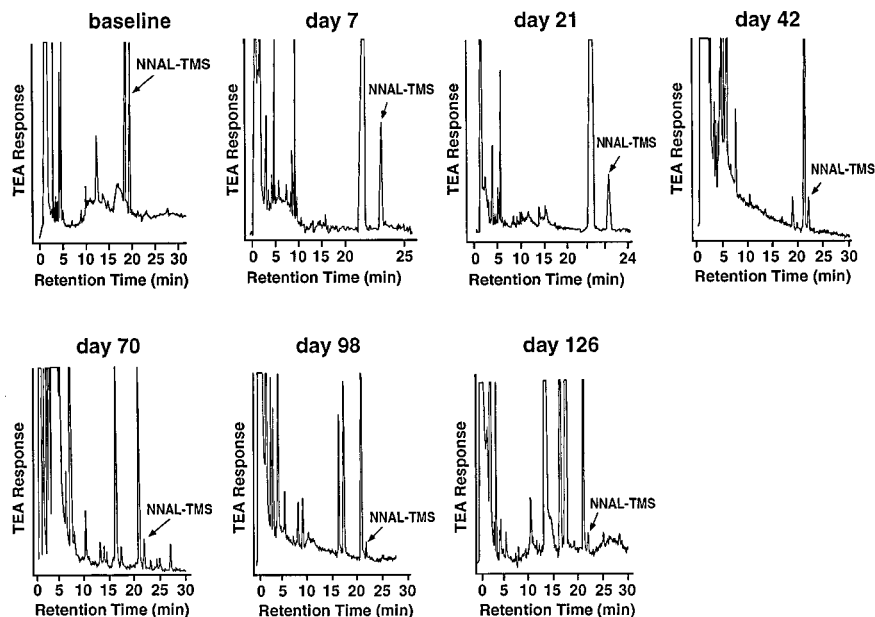 baseline
NNAL-TMS
TEA Response
0 5 10 15 20 25 30
Retention Time (min)
day 7
NNAL-TMS
TEA Response
0 5 10 15 20 25
Retention Time (min)
day 21
NNAL-TMS
TEA Response
0 5 10 15 20 24
Retention Time (min)
day 42
NNAL-TMS
TEA Response
0 5 10 15 20 25 30
Retention Time (min)
day 70
NNAL-TMS
TEA Response
0 5 10 15 20 25 30
Retention Time (min)
day 98
NNAL-TMS
TEA Response
0 5 10 15 20 25 30
Retention Time (min)
day 126
NNAL-TMS
TEA Response
0 5 10 15 20 25 30
Retention Time (min)